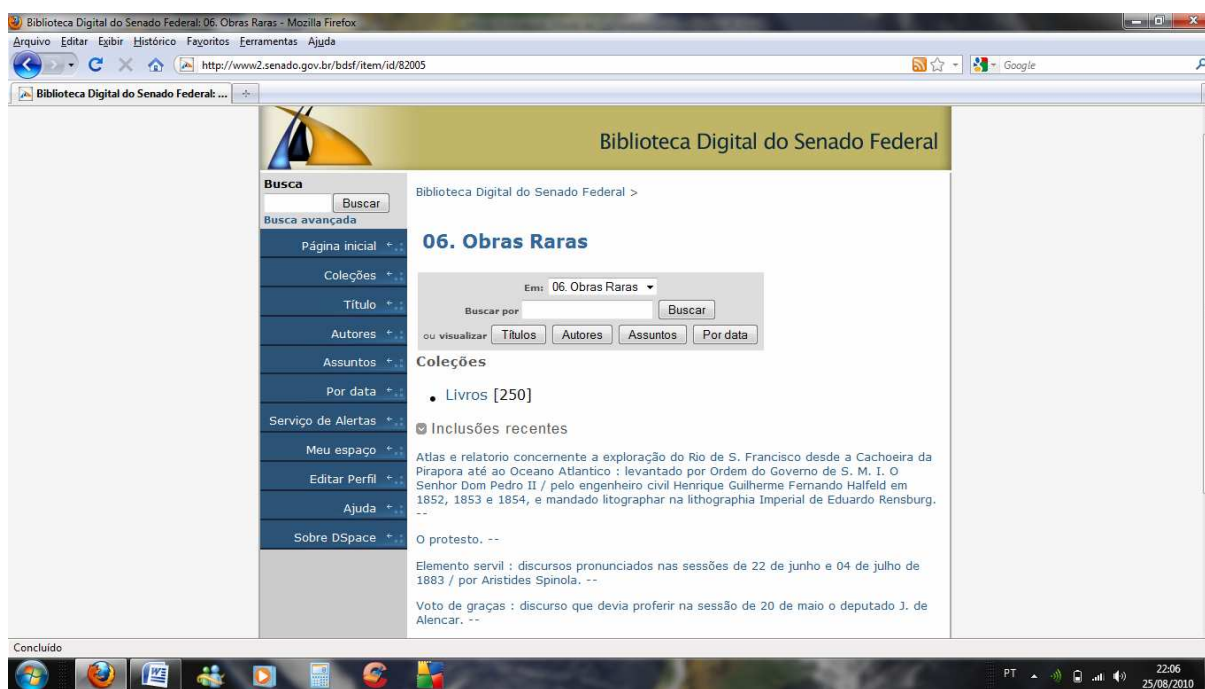 Biblioteca Digital do Senado Federal: 06. Obras Raras - Mozilla Firefox
Arquivo Editar Exibir Histórico Favoritos Ferramentas Ajuda
http://www2.senado.gov.br/bdsf/item/id/82005
Google
Biblioteca Digital do Senado Federal: ...
Biblioteca Digital do Senado Federal
Busca
Buscar
Busca avançada
Página inicial
Coleções
Título
Autores
Assuntos
Por data
Serviço de Alertas
Meu espaço
Editar Perfil
Ajuda
Sobre DSpace
Biblioteca Digital do Senado Federal >
06. Obras Raras
Em: 06. Obras Raras
Buscar por Buscar
ou visualizar Títulos Autores Assuntos Por data
Coleções
• Livros [250]
Inclusões recentes
Atlas e relatorio concernente a exploração do Rio de S. Francisco desde a Cachoeira da
Pirapora até ao Oceano Atlantico : levantado por Ordem do Governo de S. M. I. O
Senhor Dom Pedro II / pelo engenheiro civil Henrique Guilherme Fernando Halfeld em
1852, 1853 e 1854, e mandado litographar na lithographia Imperial de Eduardo Rensburg.
--
O protesto. --
Elemento servil : discursos pronunciados nas sessões de 22 de junho e 04 de julho de
1883 / por Aristides Spinola. --
Voto de graças : discurso que devia proferir na sessão de 20 de maio o deputado J. de
Alencar. --
Concluído
PT
22:06
25/08/2010